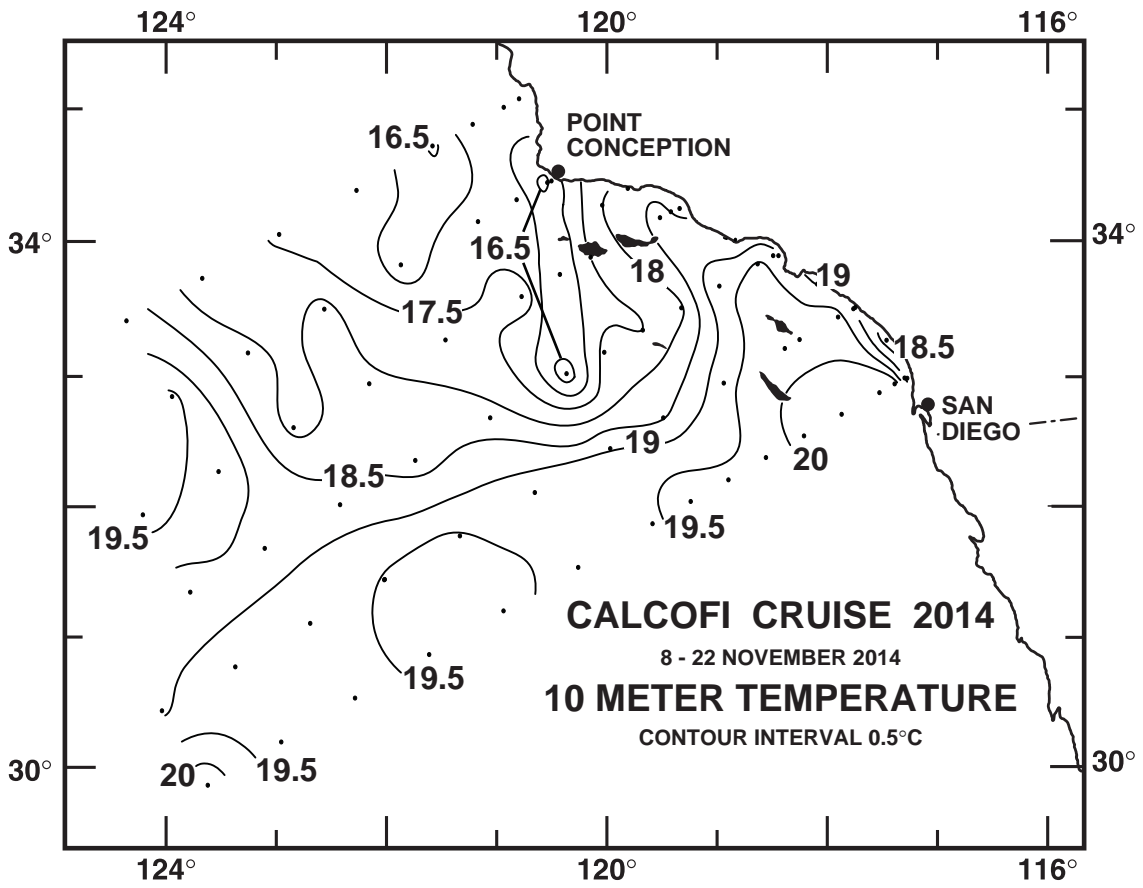 124° 120° 116°
POINT
CONCEPTION
16.5
34° 34°
16.5
18
19
17.5
18.5
SAN
DIEGO
19
20
18.5
19.5
19.5
CALCOFI CRUISE 2014
8 - 22 NOVEMBER 2014
19.5
10 METER TEMPERATURE
CONTOUR INTERVAL 0.5°C
30° 30°
20
19.5
124° 120° 116°